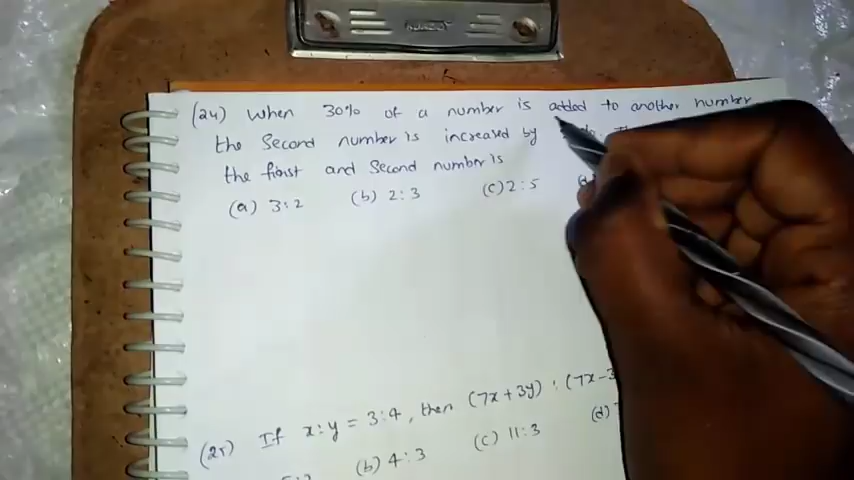 (24) When 30% of a number is added to another number
the Second number is increased by
the first and Second number is
(a) 3:2 (b) 2:3 (c) 2:5
(25) If x:y = 3:4, then (7x+3y) : (7x-3
(b) 4:3 (c) 11:3 (d)